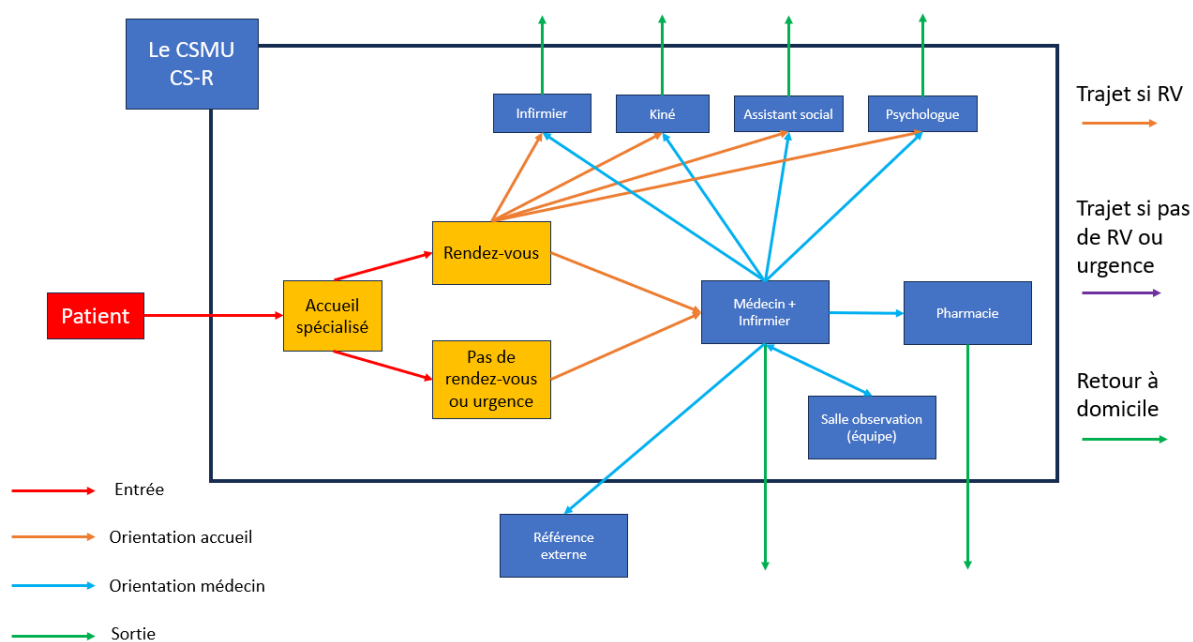 Le CSMU
CS-R
Infirmier
Kiné
Assistant social
Psychologue
Trajet si RV
Rendez-vous
Trajet si pas
de RV ou
urgence
Patient
Accueil
spécialisé
Médecin +
Infirmier
Pharmacie
Pas de
rendez-vous
ou urgence
Salle observation
(équipe)
Retour à
domicile
Entrée
Orientation accueil
Référence
externe
Orientation médecin
Sortie